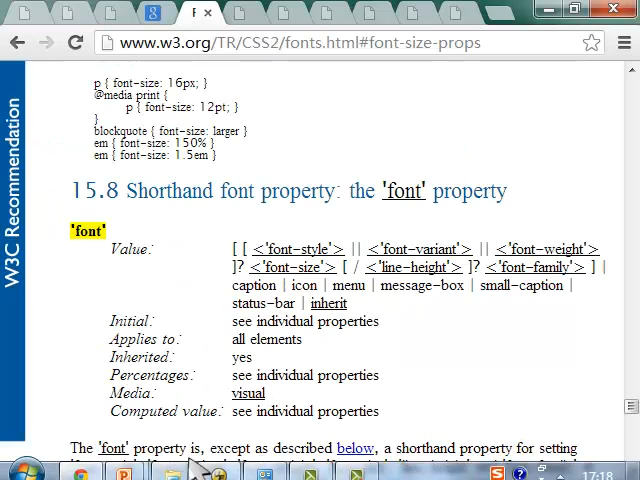 F
www.w3.org/TR/CSS2/fonts.html#font-size-props
W3C Recommendation
p { font-size: 16px; }
@media print {
p { font-size: 12pt; }
}
blockquote { font-size: larger }
em { font-size: 150% }
em { font-size: 1.5em }
15.8 Shorthand font property: the 'font' property
'font'
Value: [ [ <'font-style'> || <'font-variant'> || <'font-weight'>
]? <'font-size'> [ / <'line-height'> ]? <'font-family'> ] |
caption | icon | menu | message-box | small-caption |
status-bar | inherit
Initial: see individual properties
Applies to: all elements
Inherited: yes
Percentages: see individual properties
Media: visual
Computed value: see individual properties
The 'font' property is, except as described below, a shorthand property for setting
17:18